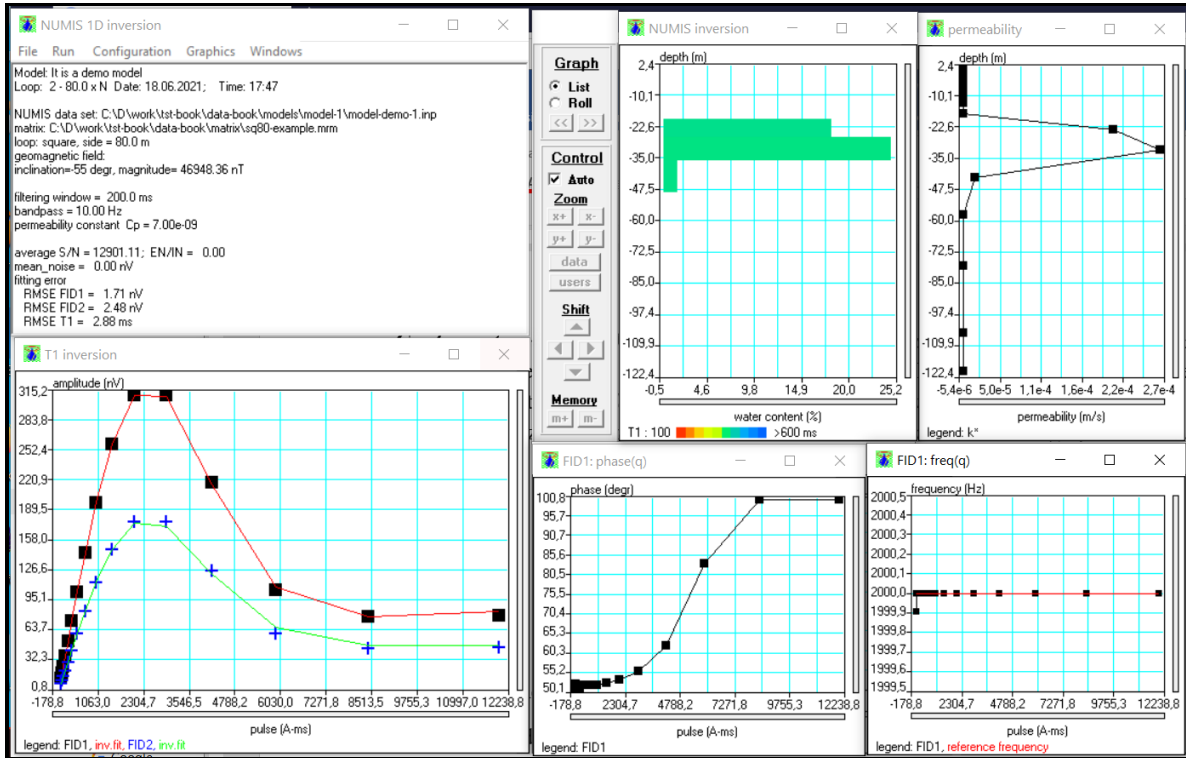 NUMIS 1D inversion
File Run Configuration Graphics Windows
Model: It is a demo model
Loop: 2 - 80.0 x N Date: 18.06.2021; Time: 17:47
NUMIS data set: C:\D\work\tst-book\data-book\models\model-1\model-demo-1.inp
matrix: C:\D\work\tst-book\data-book\matrix\sq80-example.mrm
loop: square, side = 80.0 m
geomagnetic field:
inclination=-55 degr, magnitude= 46948.36 nT
filtering window = 200.0 ms
bandpass = 10.00 Hz
permeability constant Cp = 7.00e-09
average S/N = 12901.11; EN/IN = 0.00
mean_noise = 0.00 nV
fitting error
RMSE FID1 = 1.71 nV
RMSE FID2 = 2.48 nV
RMSE T1 = 2.88 ms
Graph
List
Roll
<< >>
Control
Auto
Zoom
x+ x-
y+ y-
data
users
Shift
Memory
m+ m-
NUMIS inversion
depth (m)
2,4
-10,1
-22,6
-35,0
-47,5
-60,0
-72,5
-85,0
-97,4
-109,9
-122,4
-0,5 4,6 9,8 14,9 20,0 25,2
water content (%)
T1 : 100 >600 ms
permeability
depth (m)
2,4
-10,1
-22,6
-35,0
-47,5
-60,0
-72,5
-85,0
-97,4
-109,9
-122,4
-5,4e-6 5,0e-5 1,1e-4 1,6e-4 2,2e-4 2,7e-4
permeability (m/s)
legend: k*
T1 inversion
amplitude (nV)
315,2
283,8
252,4
220,9
189,5
158,0
126,6
95,1
63,7
32,3
0,8
-178,8 1063,0 2304,7 3546,5 4788,2 6030,0 7271,8 8513,5 9755,3 10997,0 12238,8
pulse (A-ms)
legend: FID1, inv.fit, FID2, inv.fit
FID1: phase(q)
phase (degr)
100,8
95,7
90,7
85,6
80,5
75,5
70,4
65,3
60,3
55,2
50,1
-178,8 2304,7 4788,2 7271,8 9755,3 12238,8
pulse (A-ms)
legend: FID1
FID1: freq(q)
frequency (Hz)
2000,5
2000,4
2000,3
2000,2
2000,1
2000,0
1999,9
1999,8
1999,7
1999,6
1999,5
-178,8 2304,7 4788,2 7271,8 9755,3 12238,8
pulse (A-ms)
legend: FID1, reference frequency